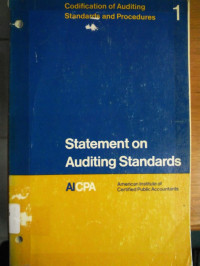 Codification of Auditing
Standards and Procedures 1
Statement on
Auditing Standards
AICPA
American Institute of
Certified Public Accountants